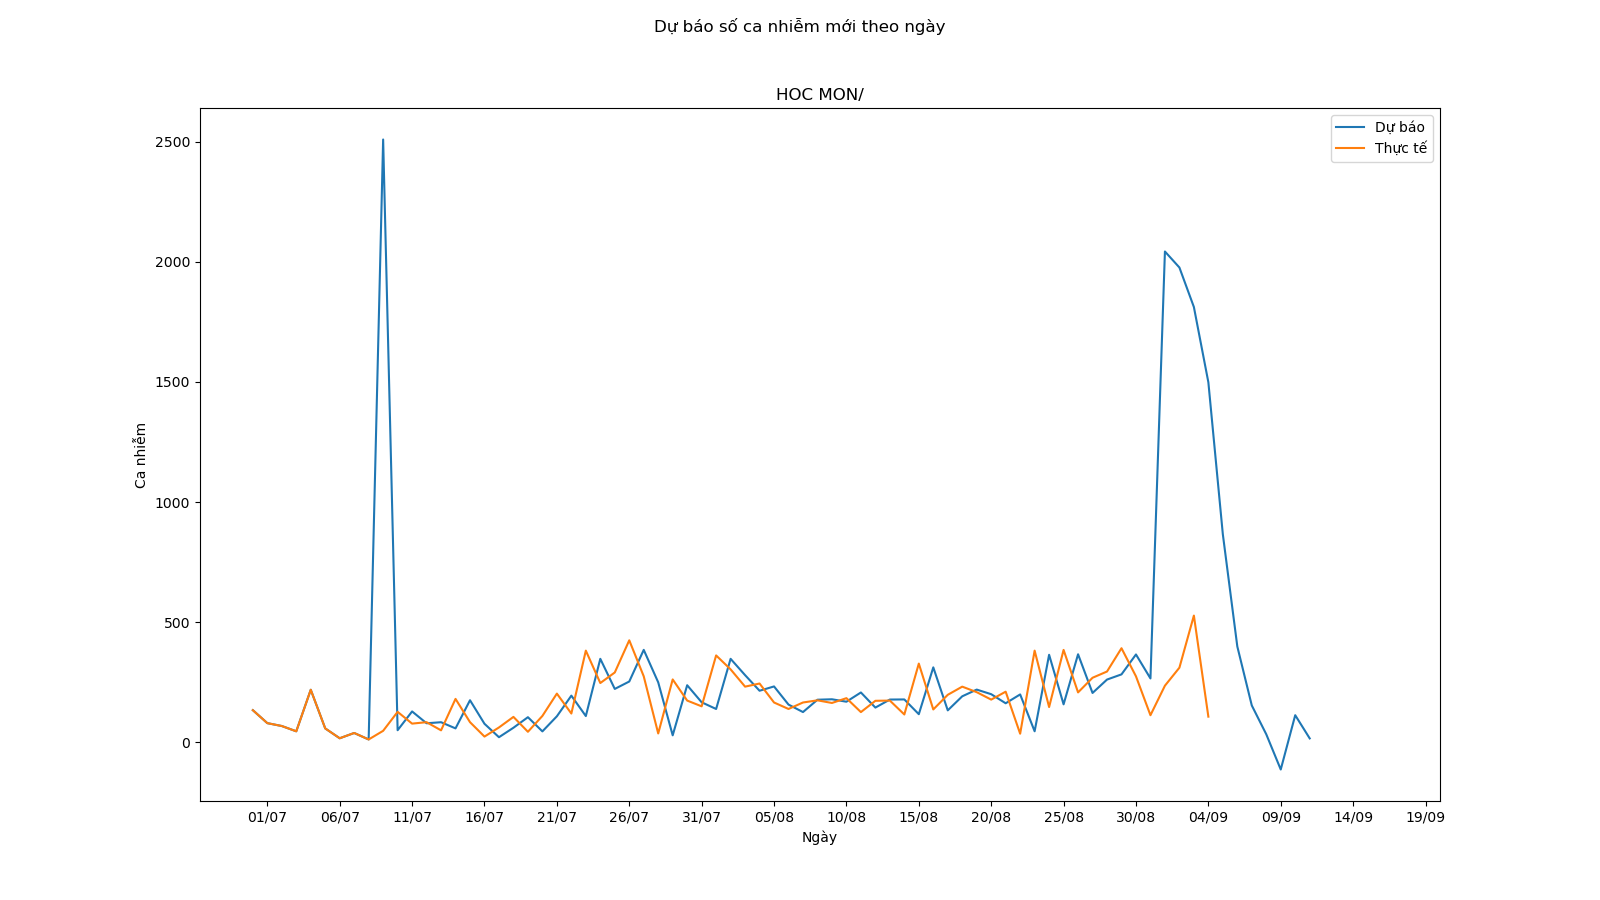 Dự báo số ca nhiễm mới theo ngày
HOC MON/
Dự báo
Thực tế
2500
2000
1500
1000
500
0
Ca nhiễm
01/07 06/07 11/07 16/07 21/07 26/07 31/07 05/08 10/08 15/08 20/08 25/08 30/08 04/09 09/09 14/09 19/09
Ngày